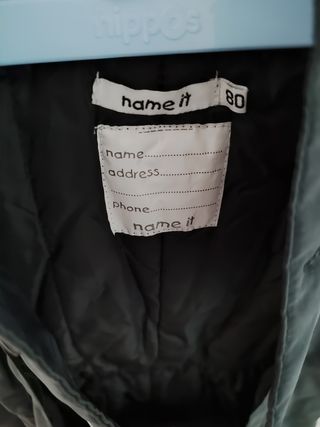 hippos
name it 80
name..............
address...........
.......................
phone.............
name it